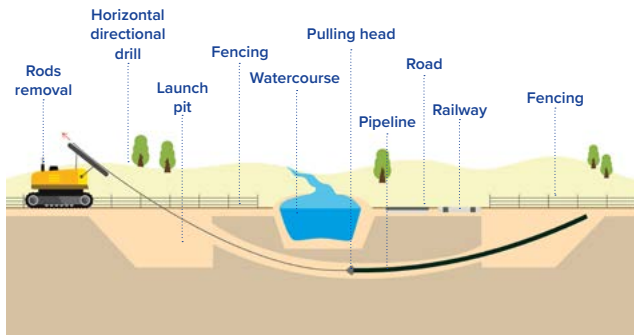 Horizontal
directional
drill
Pulling head
Fencing
Road
Rods
removal
Watercourse
Launch
pit
Railway
Fencing
Pipeline